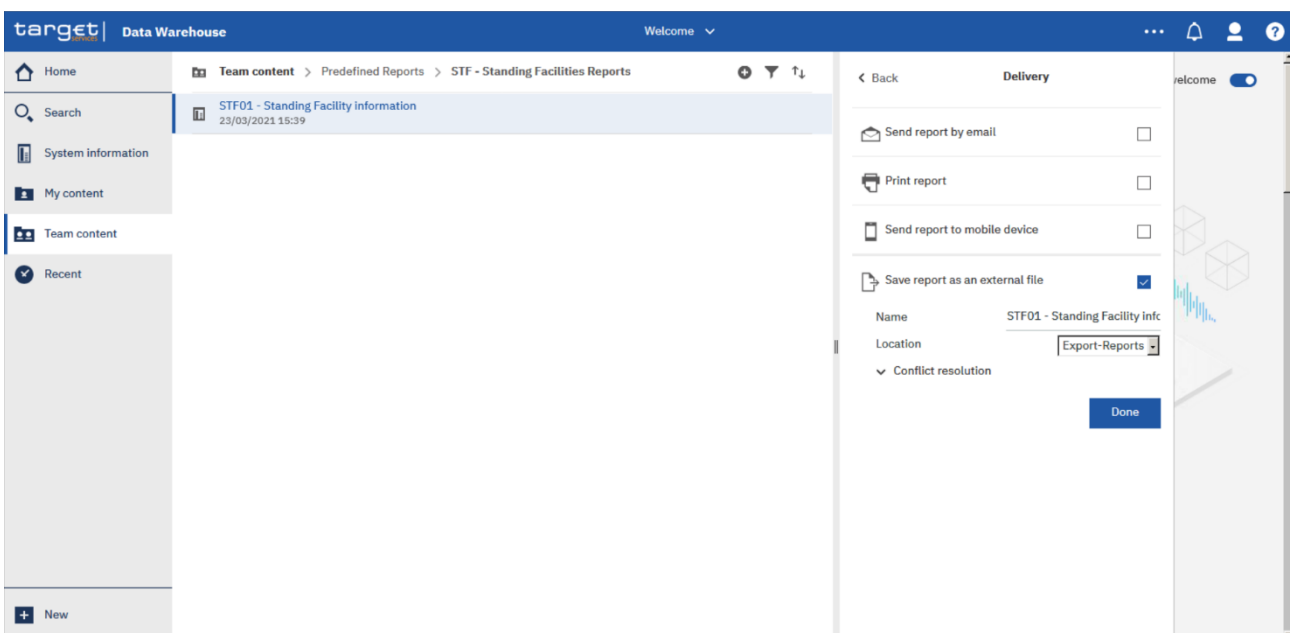 target services Data Warehouse Welcome
Home
Search
System information
My content
Team content
Recent
New
Team content > Predefined Reports > STF - Standing Facilities Reports
STF01 - Standing Facility information
23/03/2021 15:39
Back Delivery
Send report by email
Print report
Send report to mobile device
Save report as an external file
Name STF01 - Standing Facility info
Location Export-Reports
Conflict resolution
Done
elcome